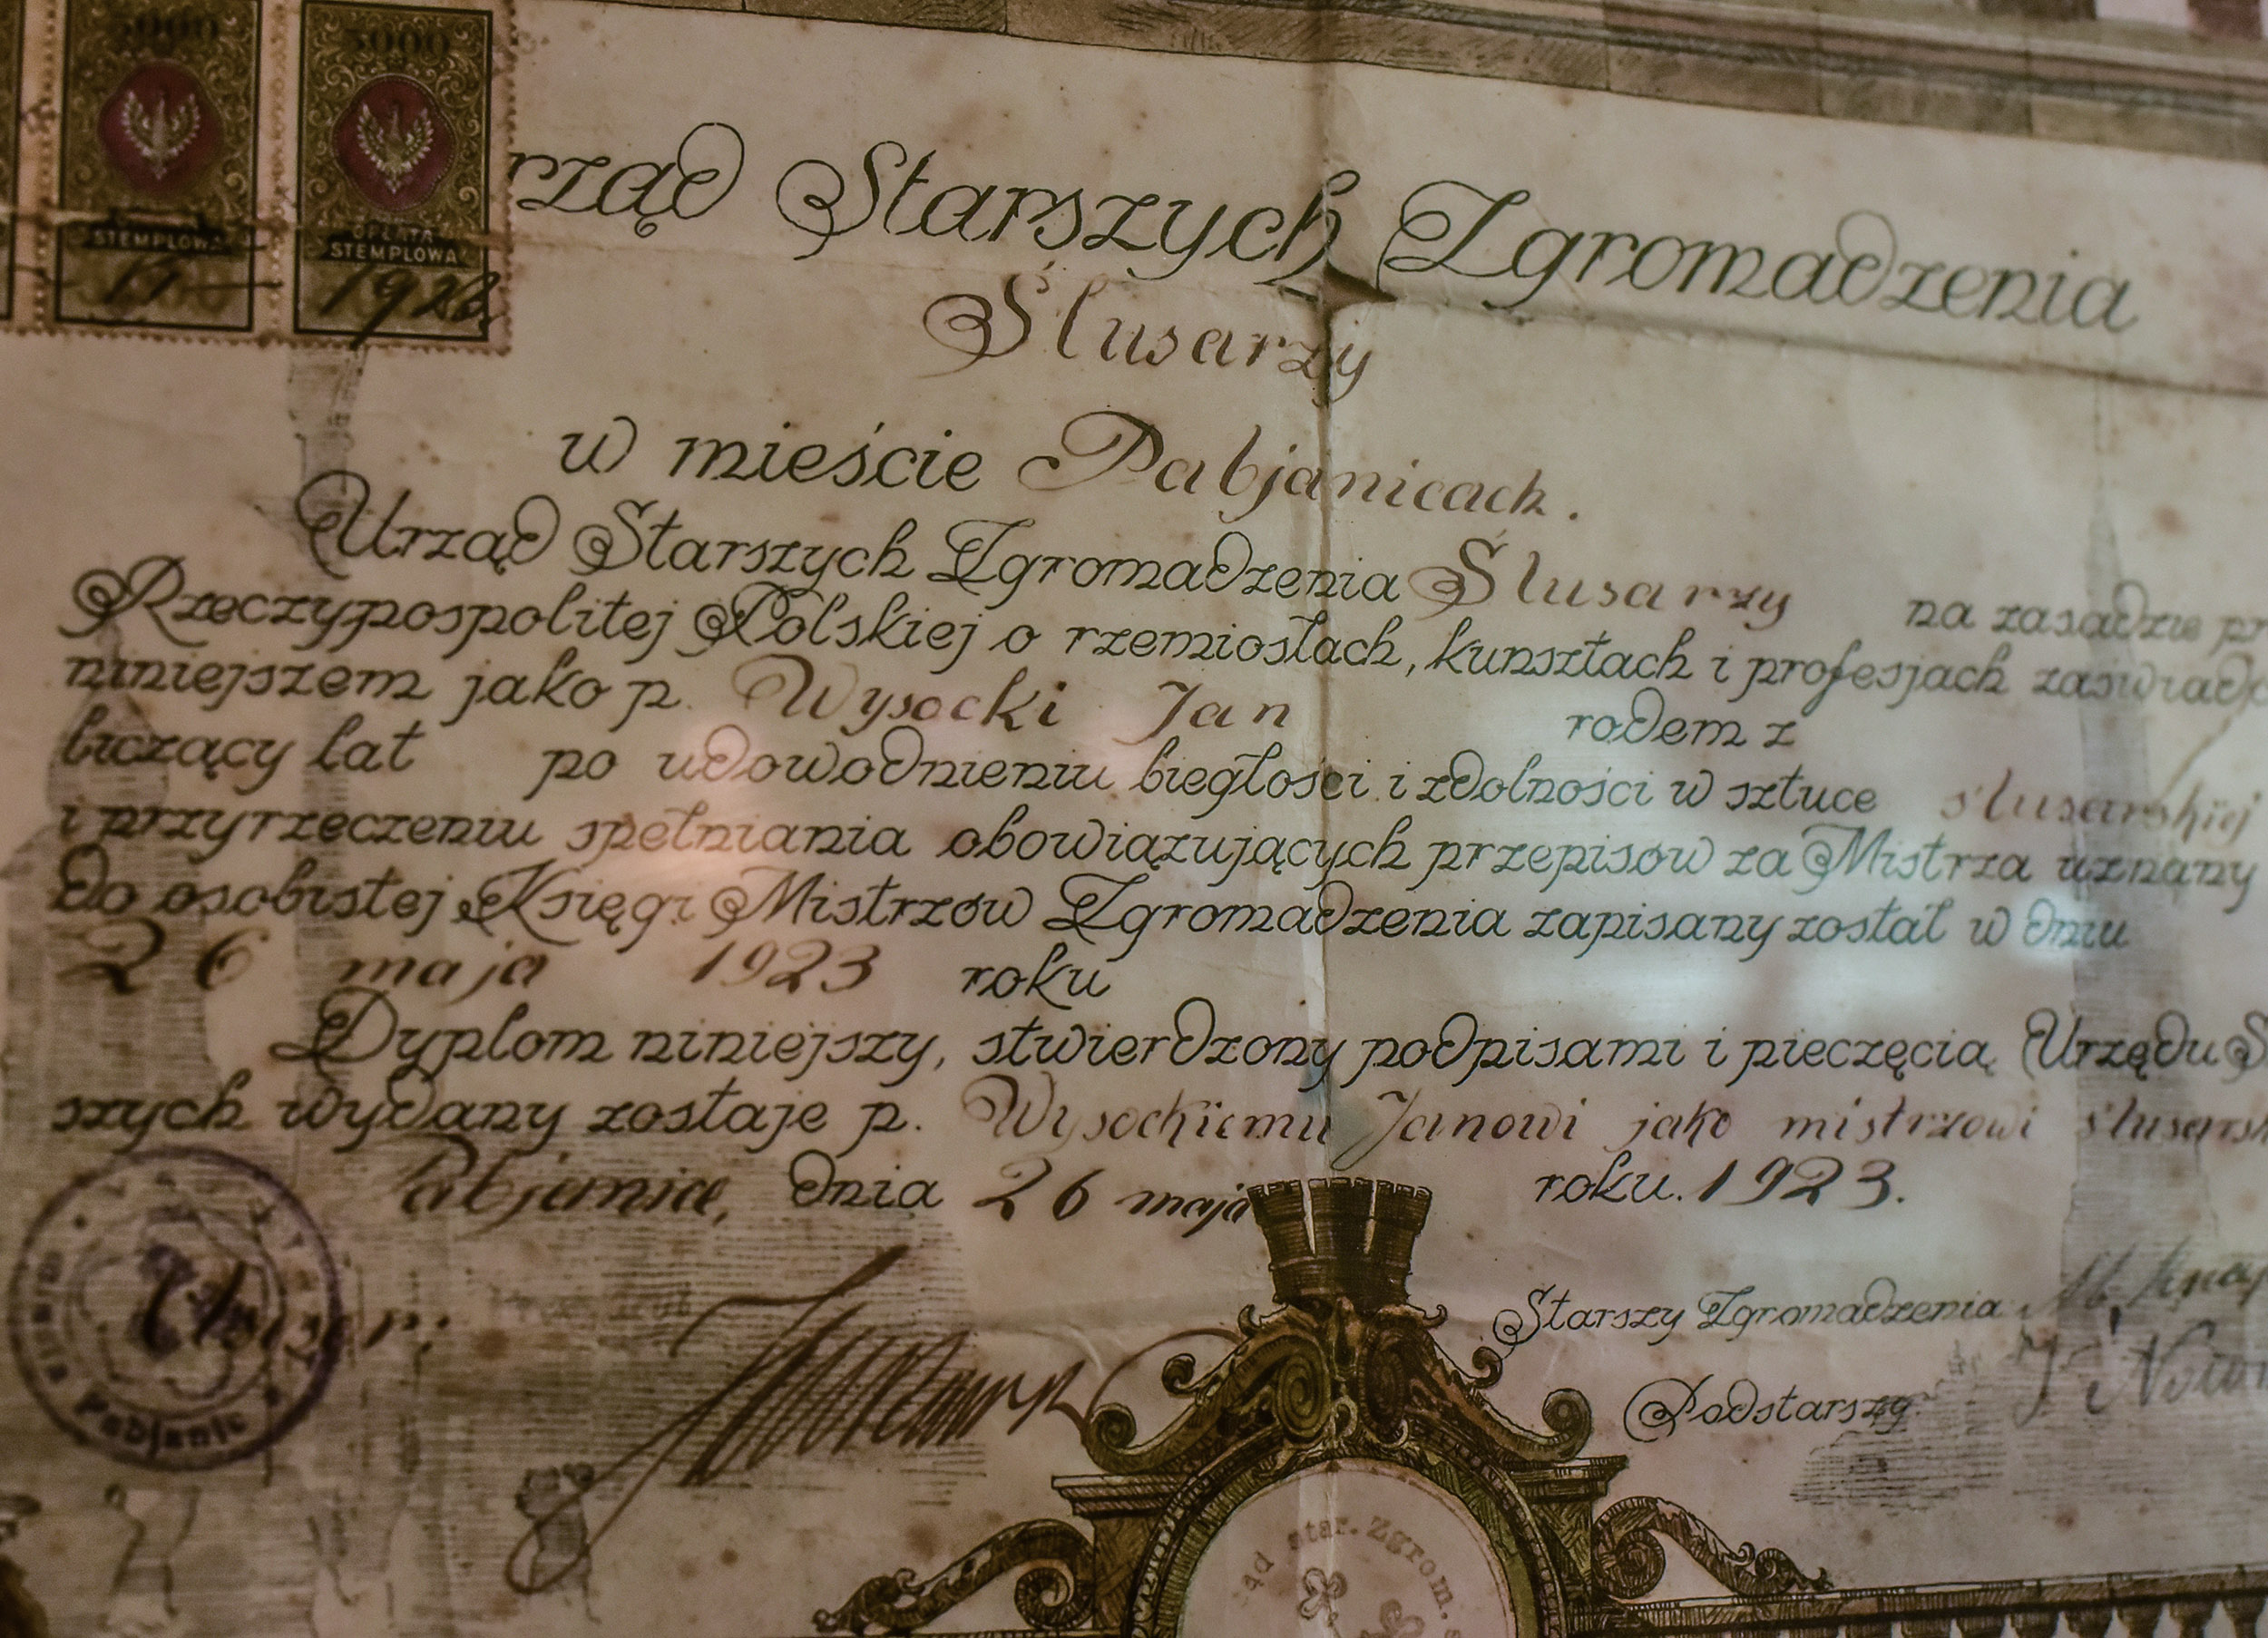 5000 5000
OPŁATA
STEMPLOWA STEMPLOWA
rząd Starszych Zgromadzenia
Ślusarzy
w mieście Pabjanicach.
Urząd Starszych Zgromadzenia Ślusarzy na zasadzie pr
Rzeczypospolitej Polskiej o rzemiosłach, kunsztach i profesjach zaświad
niniejszem jako p. Wysocki Jan rodem z
liczący lat po udowodnieniu biegłości i zdolności w sztuce ślusarskiej
i przyrzeczeniu spełniania obowiązujących przepisów za Mistrza uznany
do osobistej Księgi Mistrzów Zgromadzenia zapisany został w dniu
26 maja 1923 roku
Dyplom niniejszy, stwierdzony podpisami i pieczęcią Urzędu S
szych wydany zostaje p. Wysockiemu Janowi jako mistrzowi ślusarsk
Pabjanice, dnia 26 maja roku. 1923.
Starszy Zgromadzenia
Podstarszy
Pabjanic
ąd star. Zgrom. s